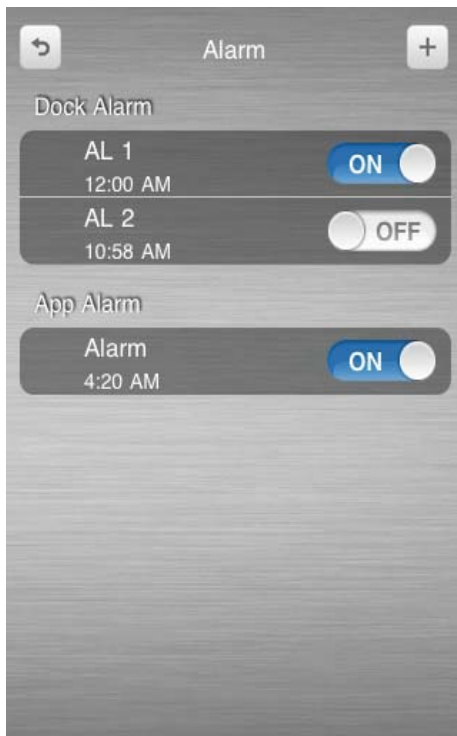 Alarm
+
Dock Alarm
AL 1
ON
12:00 AM
AL 2
OFF
10:58 AM
App Alarm
Alarm
ON
4:20 AM